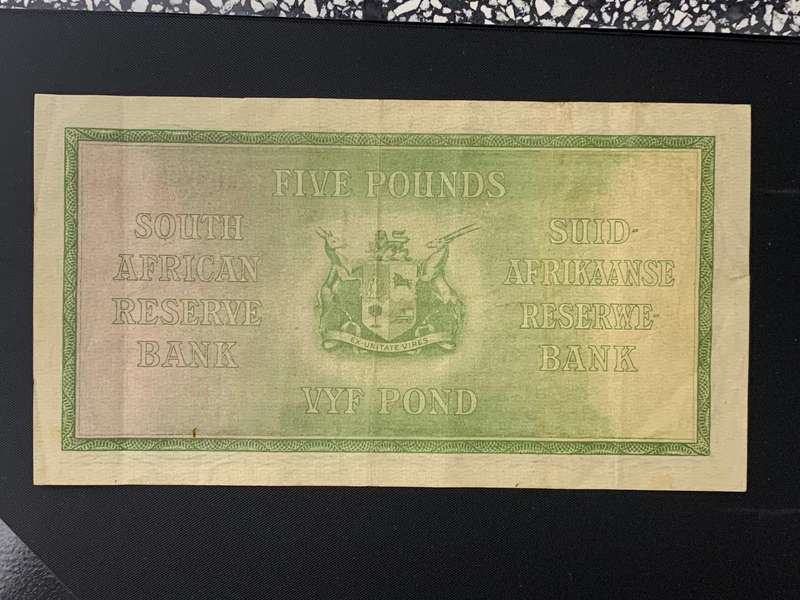 FIVE POUNDS
SOUTH
AFRICAN
RESERVE
BANK
SUID-
AFRIKAANSE
RESERWE-
BANK
EX·UNITATE·VIRES
VYF POND